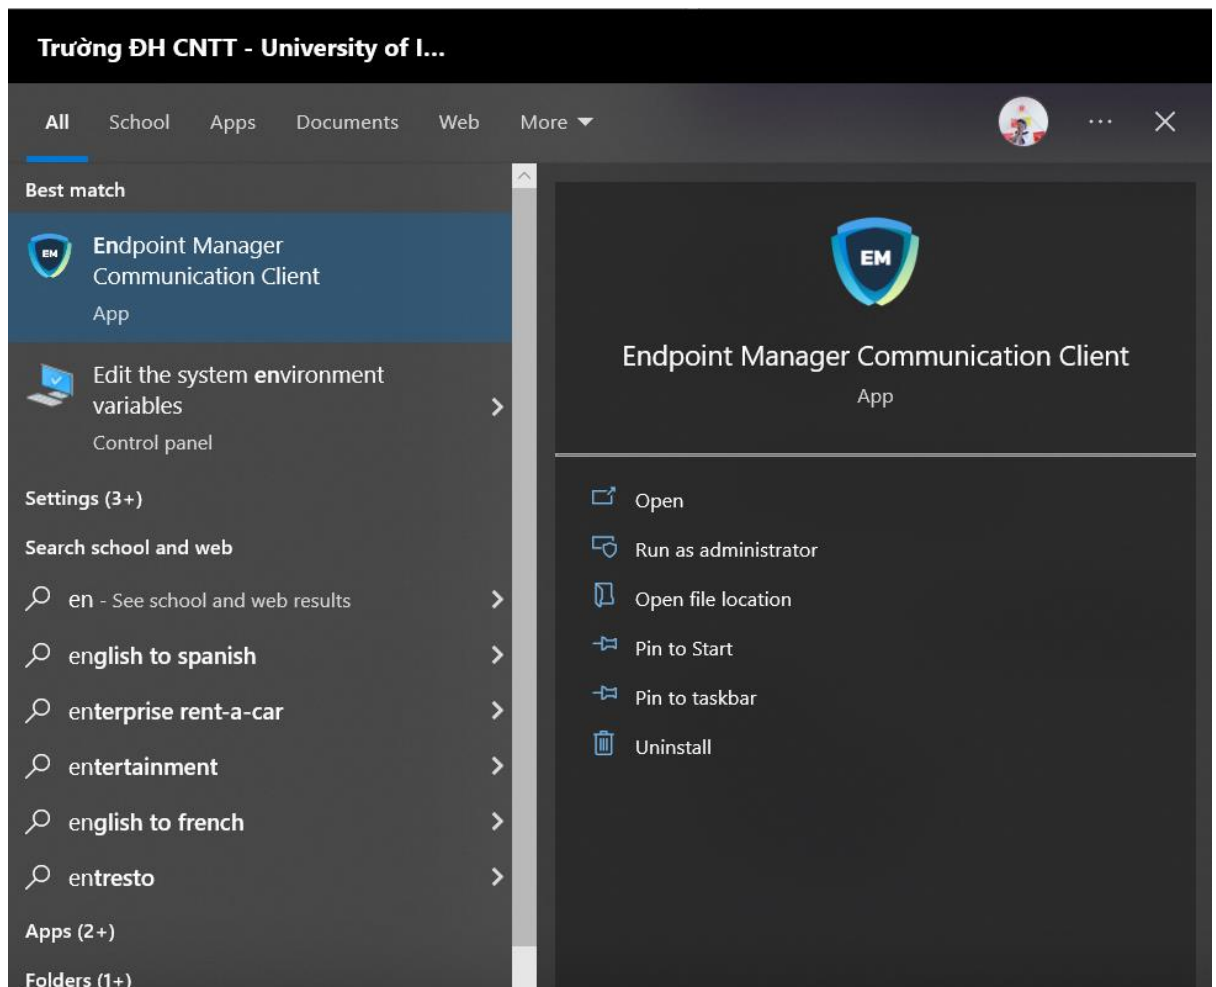 Trường ĐH CNTT - University of I...
All School Apps Documents Web More
Best match
EM
Endpoint Manager
Communication Client
App
Edit the system environment
variables
Control panel
Settings (3+)
Search school and web
en - See school and web results
english to spanish
enterprise rent-a-car
entertainment
english to french
entresto
Apps (2+)
Folders (1+)
EM
Endpoint Manager Communication Client
App
Open
Run as administrator
Open file location
Pin to Start
Pin to taskbar
Uninstall